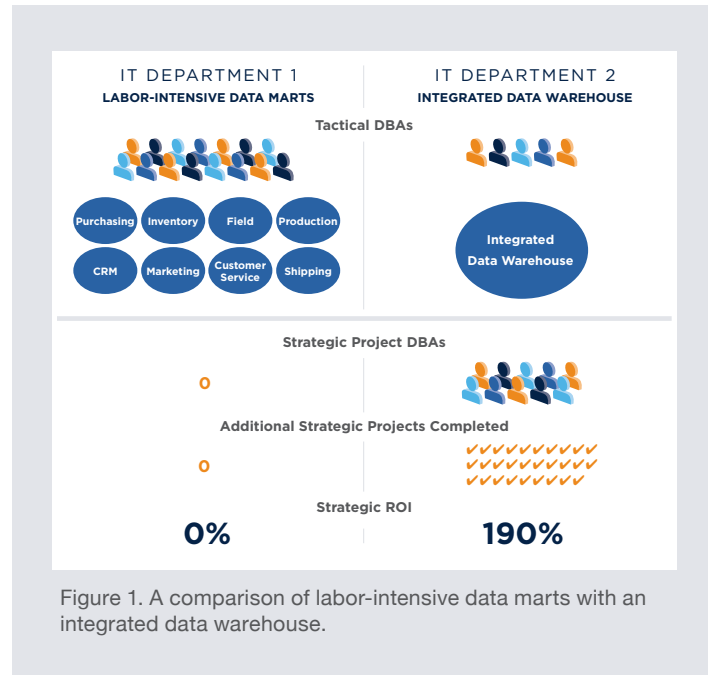 IT DEPARTMENT 1
LABOR-INTENSIVE DATA MARTS
IT DEPARTMENT 2
INTEGRATED DATA WAREHOUSE
Tactical DBAs
Purchasing
Inventory
Field
Production
CRM
Marketing
Customer
Service
Shipping
Integrated
Data Warehouse
Strategic Project DBAs
0
Additional Strategic Projects Completed
0
Strategic ROI
0%
190%
Figure 1. A comparison of labor-intensive data marts with an
integrated data warehouse.